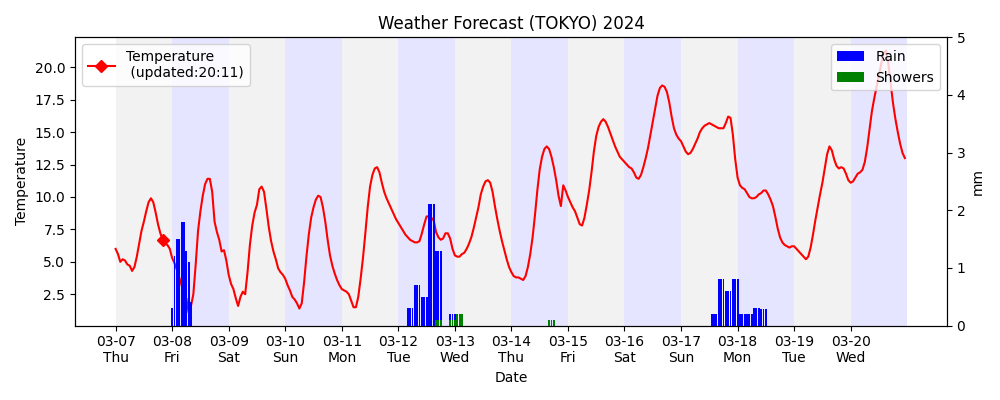 Weather Forecast (TOKYO) 2024
Temperature
(updated:20:11)
Rain
Showers
20.0
17.5
15.0
12.5
10.0
7.5
5.0
2.5
Temperature
5
4
3
2
1
0
mm
03-07 03-08 03-09 03-10 03-11 03-12 03-13 03-14 03-15 03-16 03-17 03-18 03-19 03-20
Thu Fri Sat Sun Mon Tue Wed Thu Fri Sat Sun Mon Tue Wed
Date